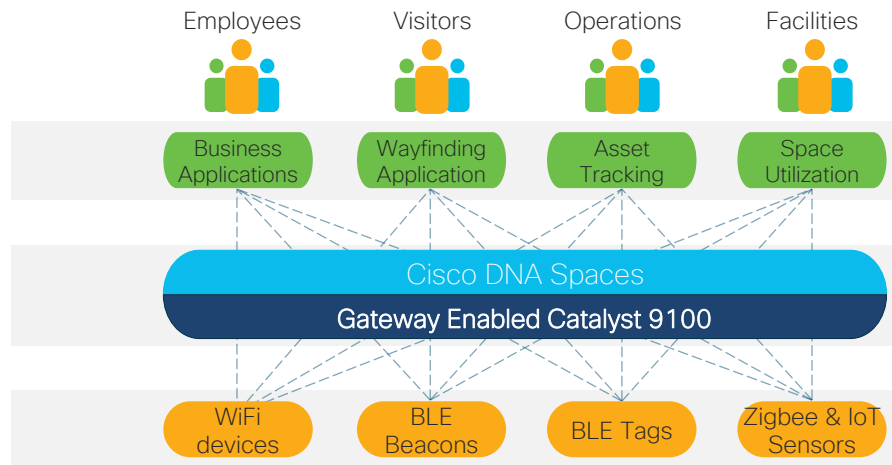 Employees
Visitors
Operations
Facilities
Business
Applications
Wayfinding
Application
Asset
Tracking
Space
Utilization
Cisco DNA Spaces
Gateway Enabled Catalyst 9100
WiFi
devices
BLE
Beacons
BLE Tags
Zigbee & IoT
Sensors